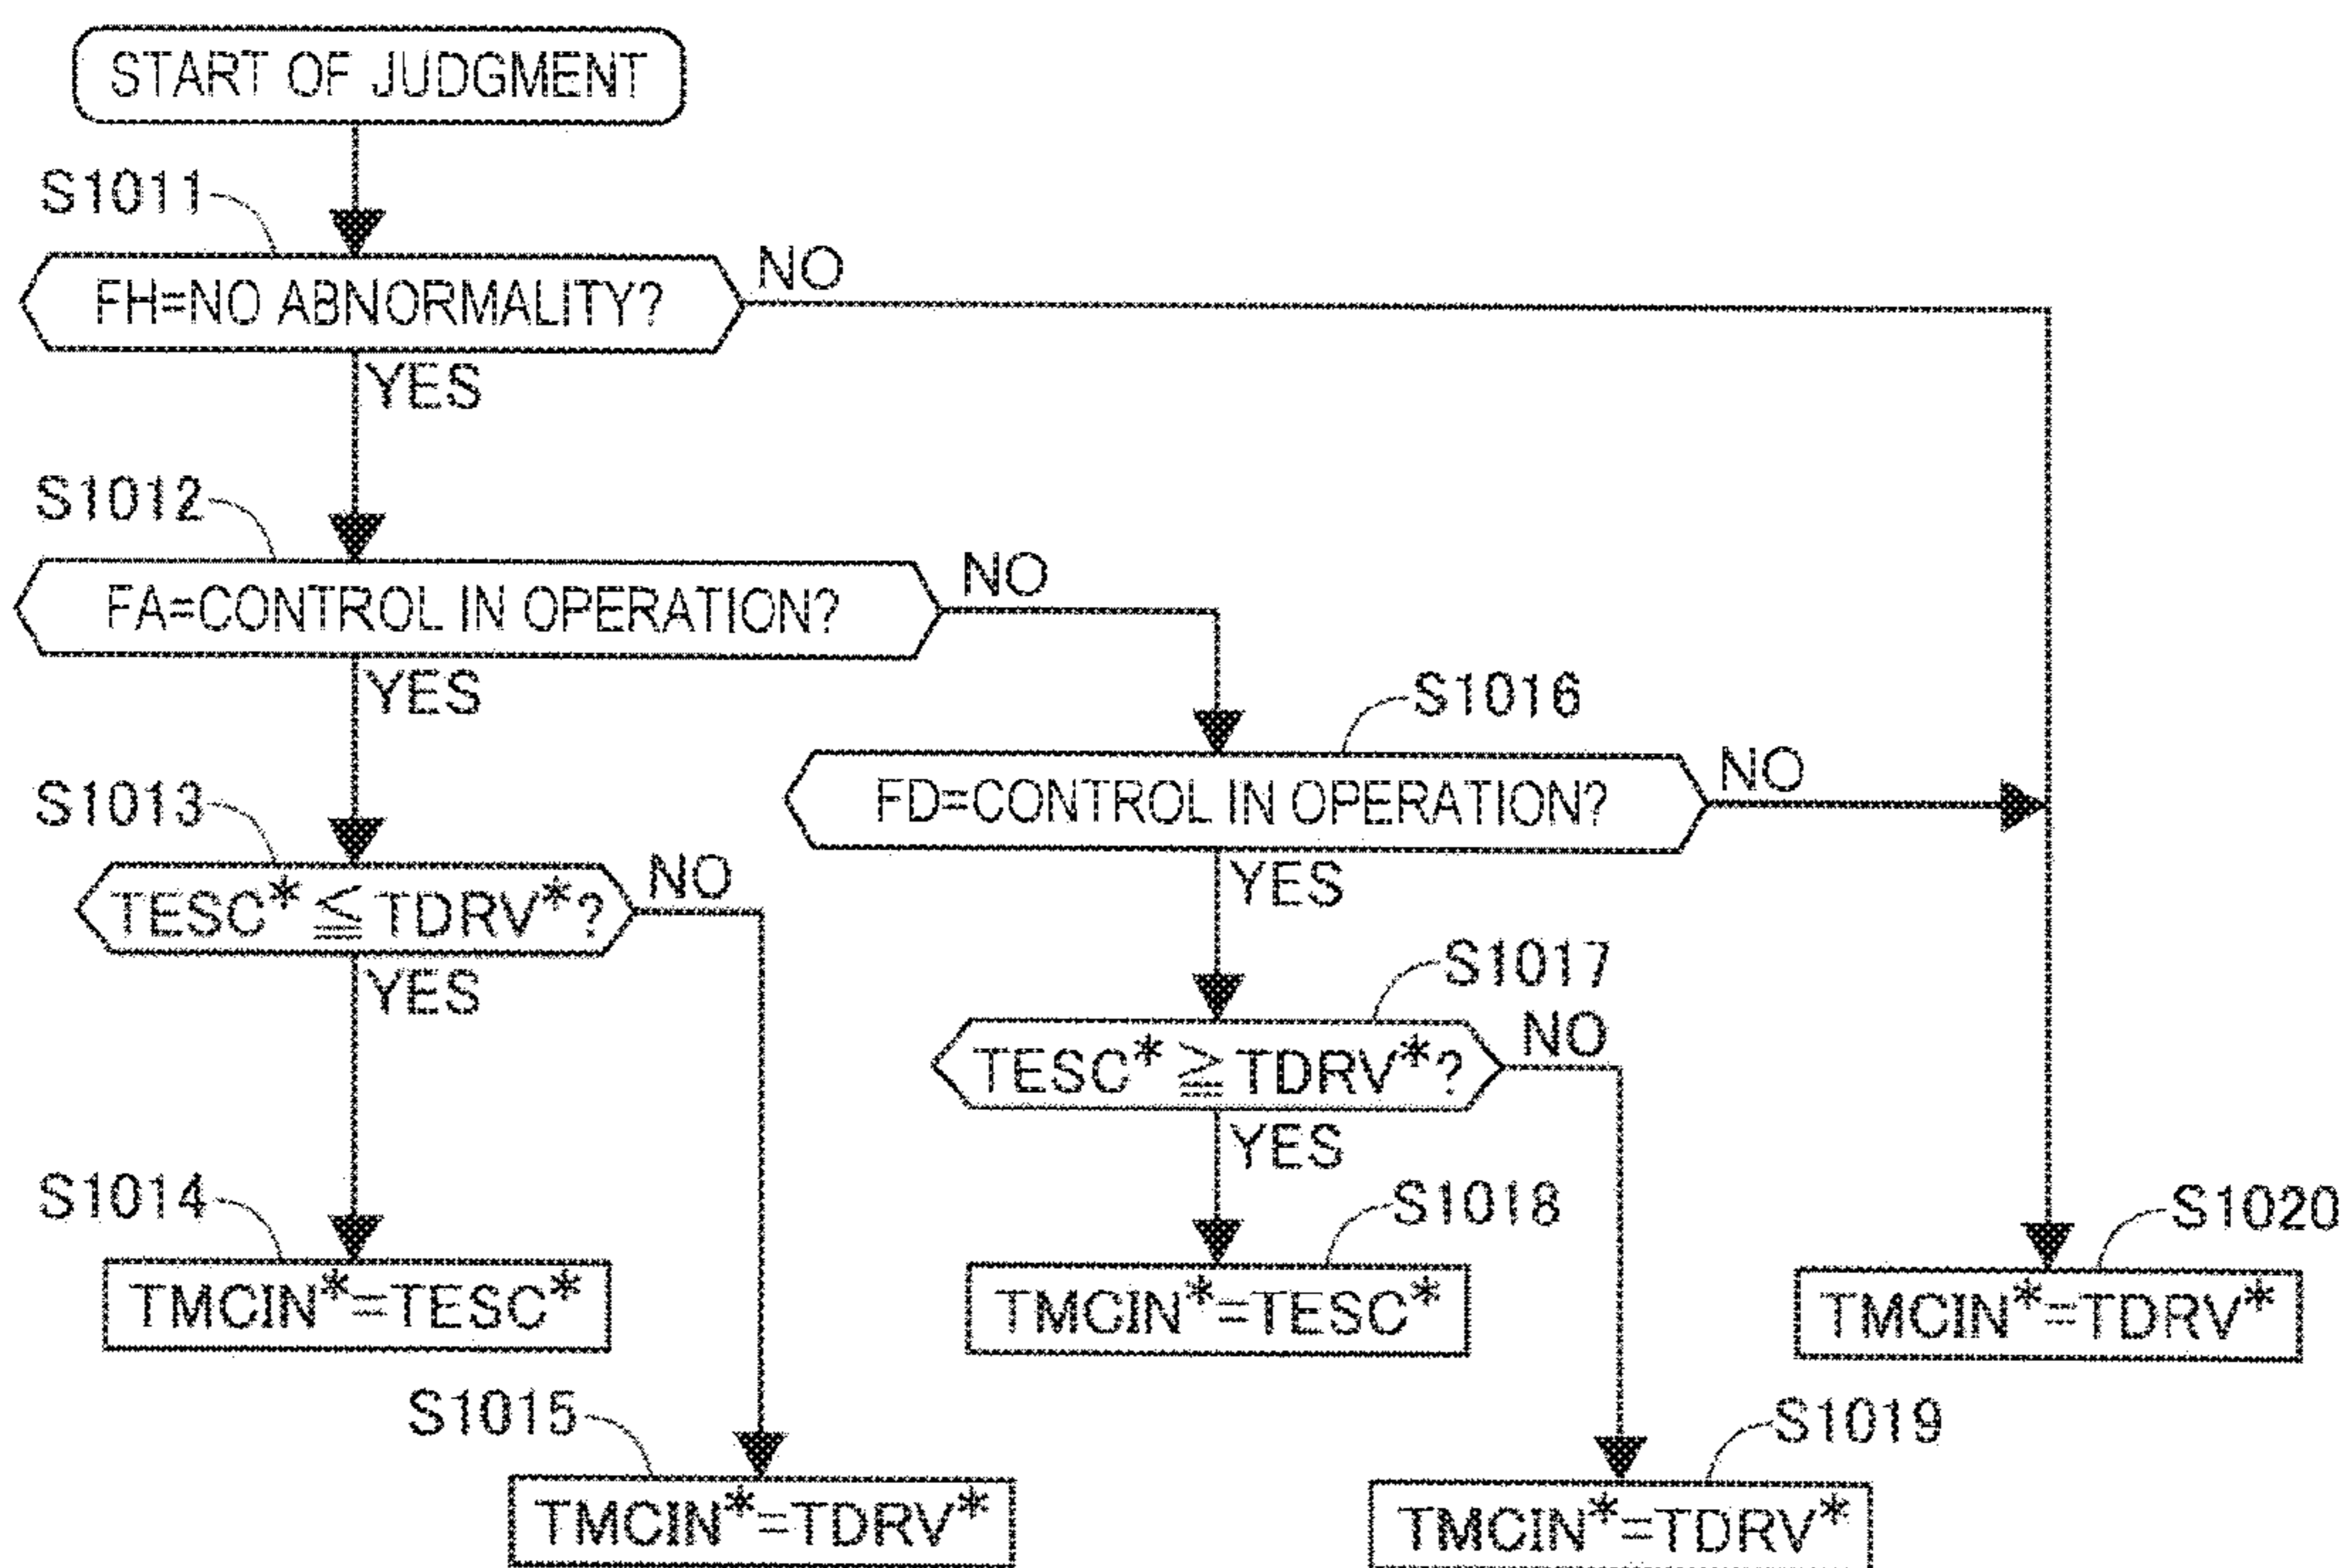 START OF JUDGMENT
S1011
FH=NO ABNORMALITY?
NO
YES
S1012
FA=CONTROL IN OPERATION?
NO
YES
S1016
FD=CONTROL IN OPERATION?
NO
YES
S1013
TESC*≦TDRV*?
NO
YES
S1017
TESC*≧TDRV*?
NO
YES
S1014
TMCIN*=TESC*
S1018
TMCIN*=TESC*
S1020
TMCIN*=TDRV*
S1015
TMCIN*=TDRV*
S1019
TMCIN*=TDRV*